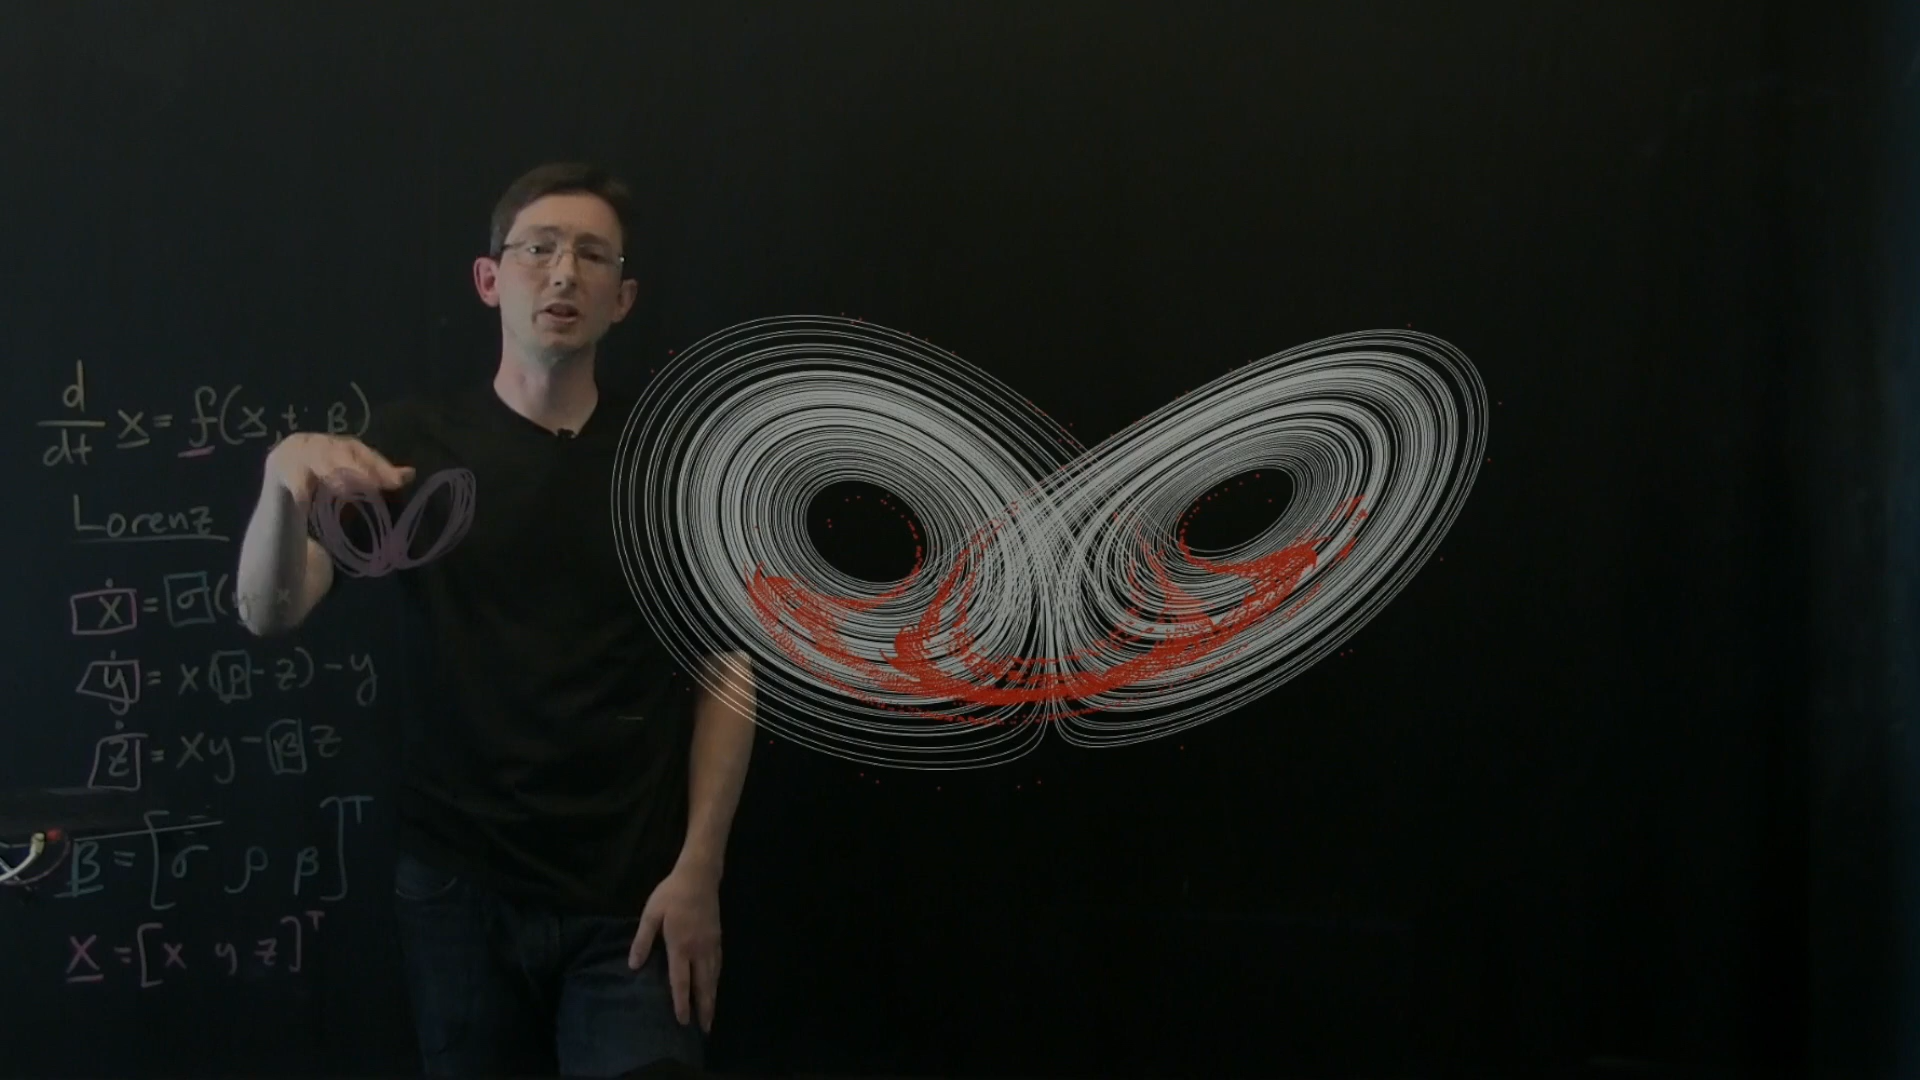 d/dt x = f(x, t; β)
Lorenz
ẋ = σ(y-x
ẏ = x(ρ-z)-y
ż = xy-βz
β = [σ ρ β]ᵀ
x = [x y z]ᵀ